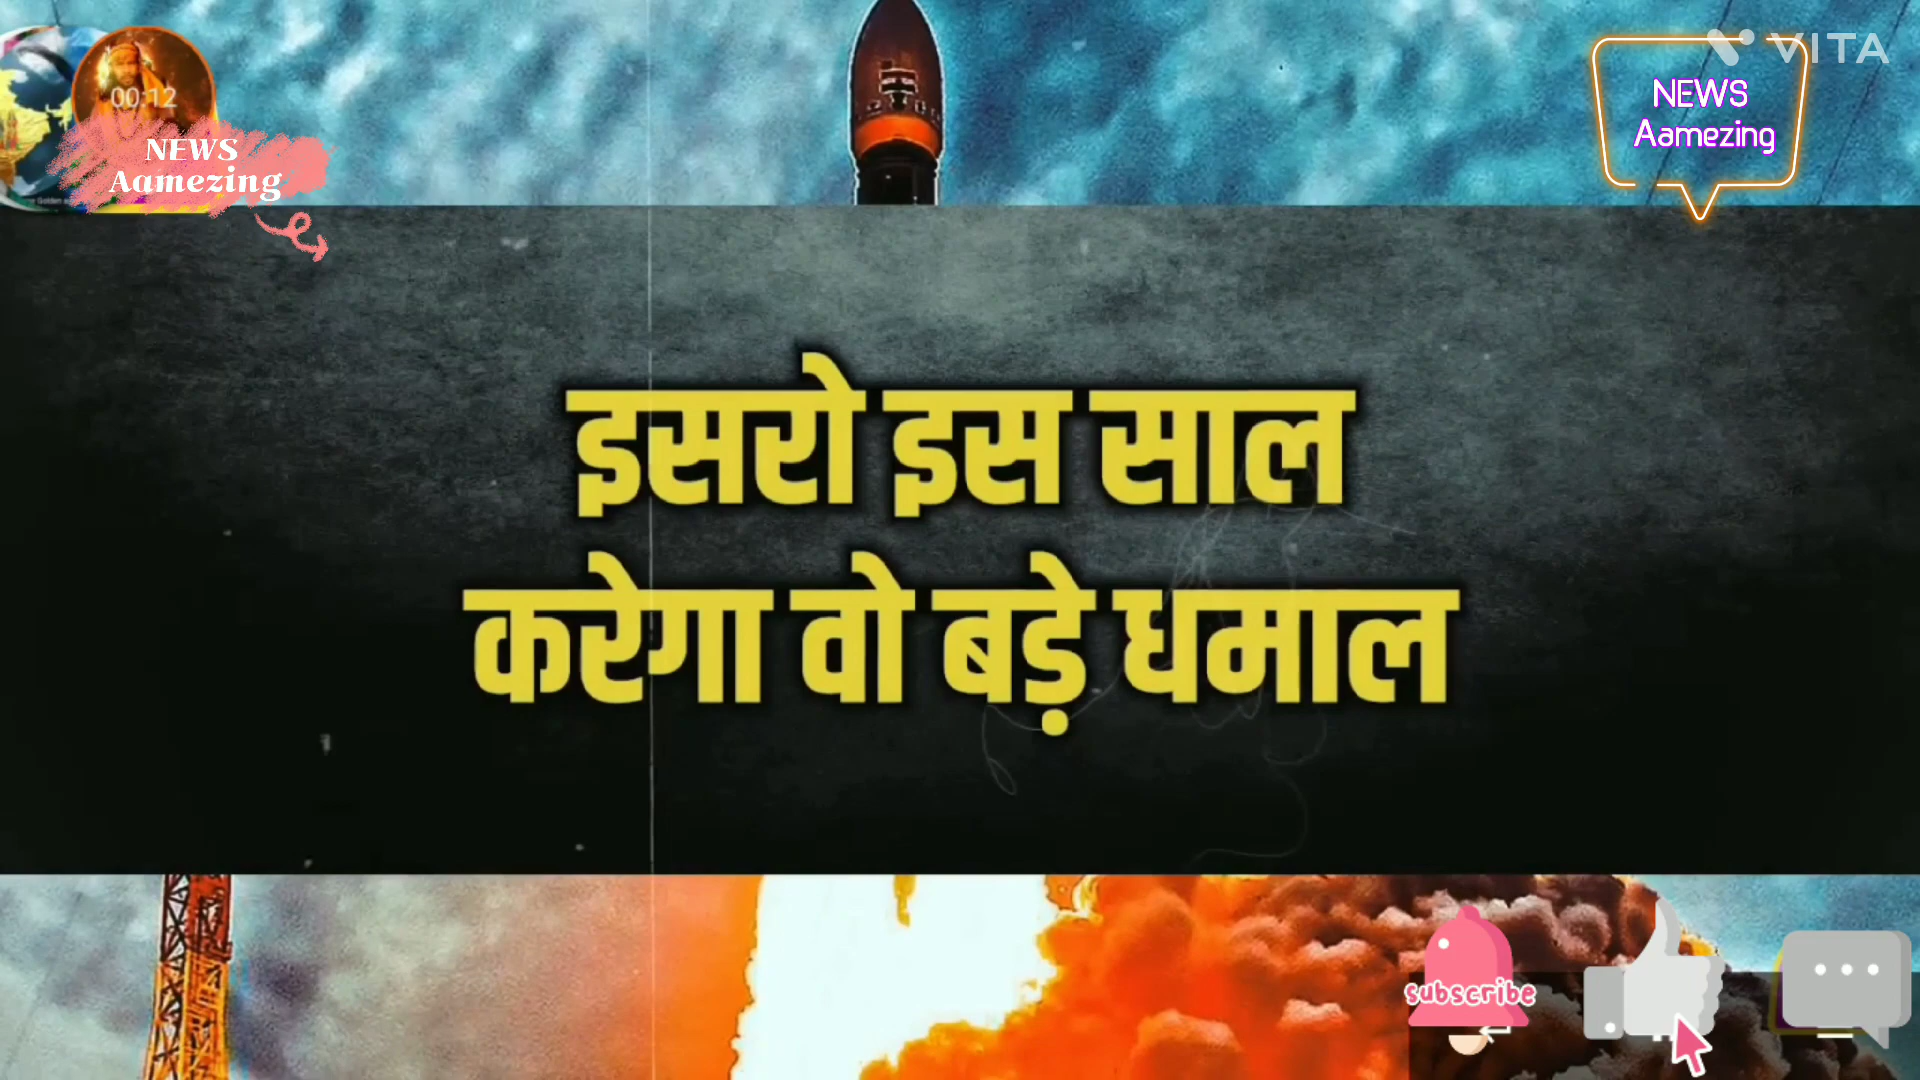 00:12
NEWS
Aamezing
VITA
NEWS
Aamezing
इसरो इस साल
करेगा वो बड़े धमाल
subscribe